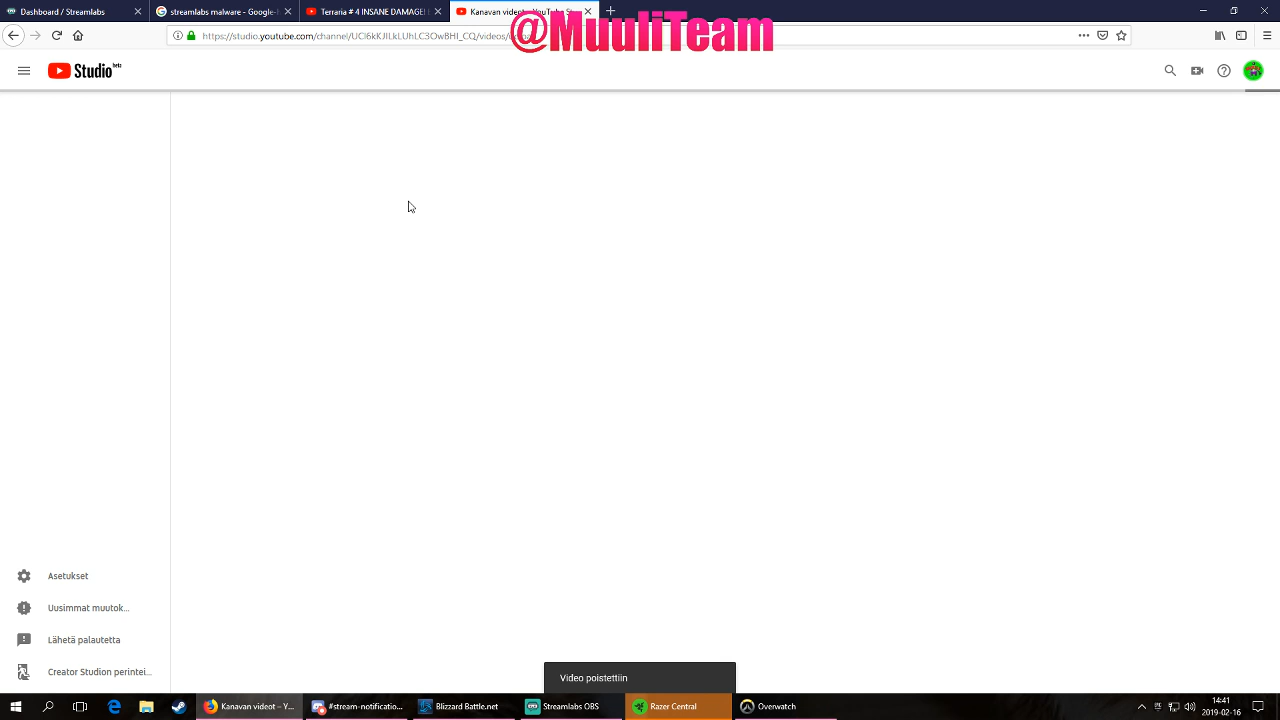 Dashboard / Streamlabs
streamlabs malware - Google-
Terraria # 4 INSANE DAMAGE!
Kanavan videot - YouTube St
@MuuliTeam
https://studio.youtube.com/channel/
/videos/
Studio beta
Asetukset
Uusimmat muutok...
Lähetä palautetta
Creator Studion perintei...
Video poistettiin
Kanavan videot – Y...
#stream-notificatio...
Blizzard Battle.net
Streamlabs OBS
Razer Central
Overwatch
14:41
2019-02-16